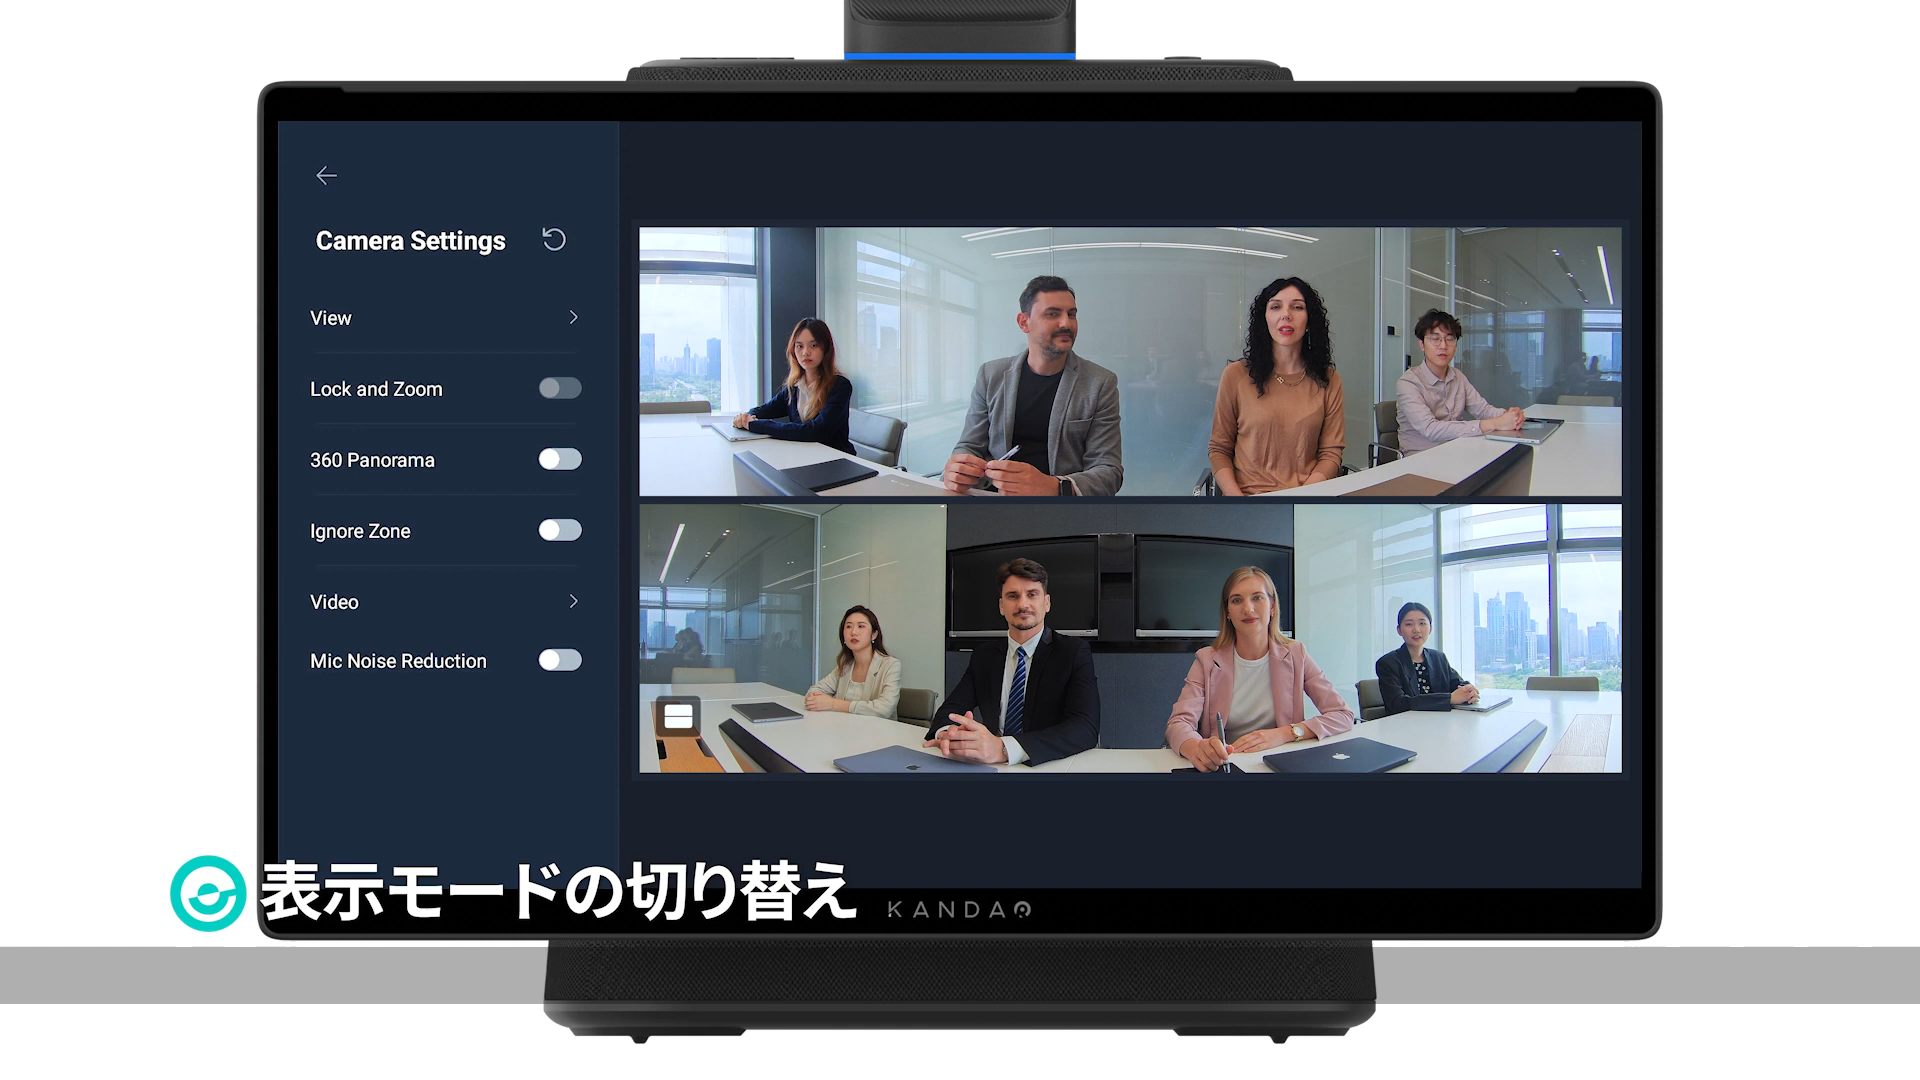 Camera Settings
View
Lock and Zoom
360 Panorama
Ignore Zone
Video
Mic Noise Reduction
表示モードの切り替え
KANDAO